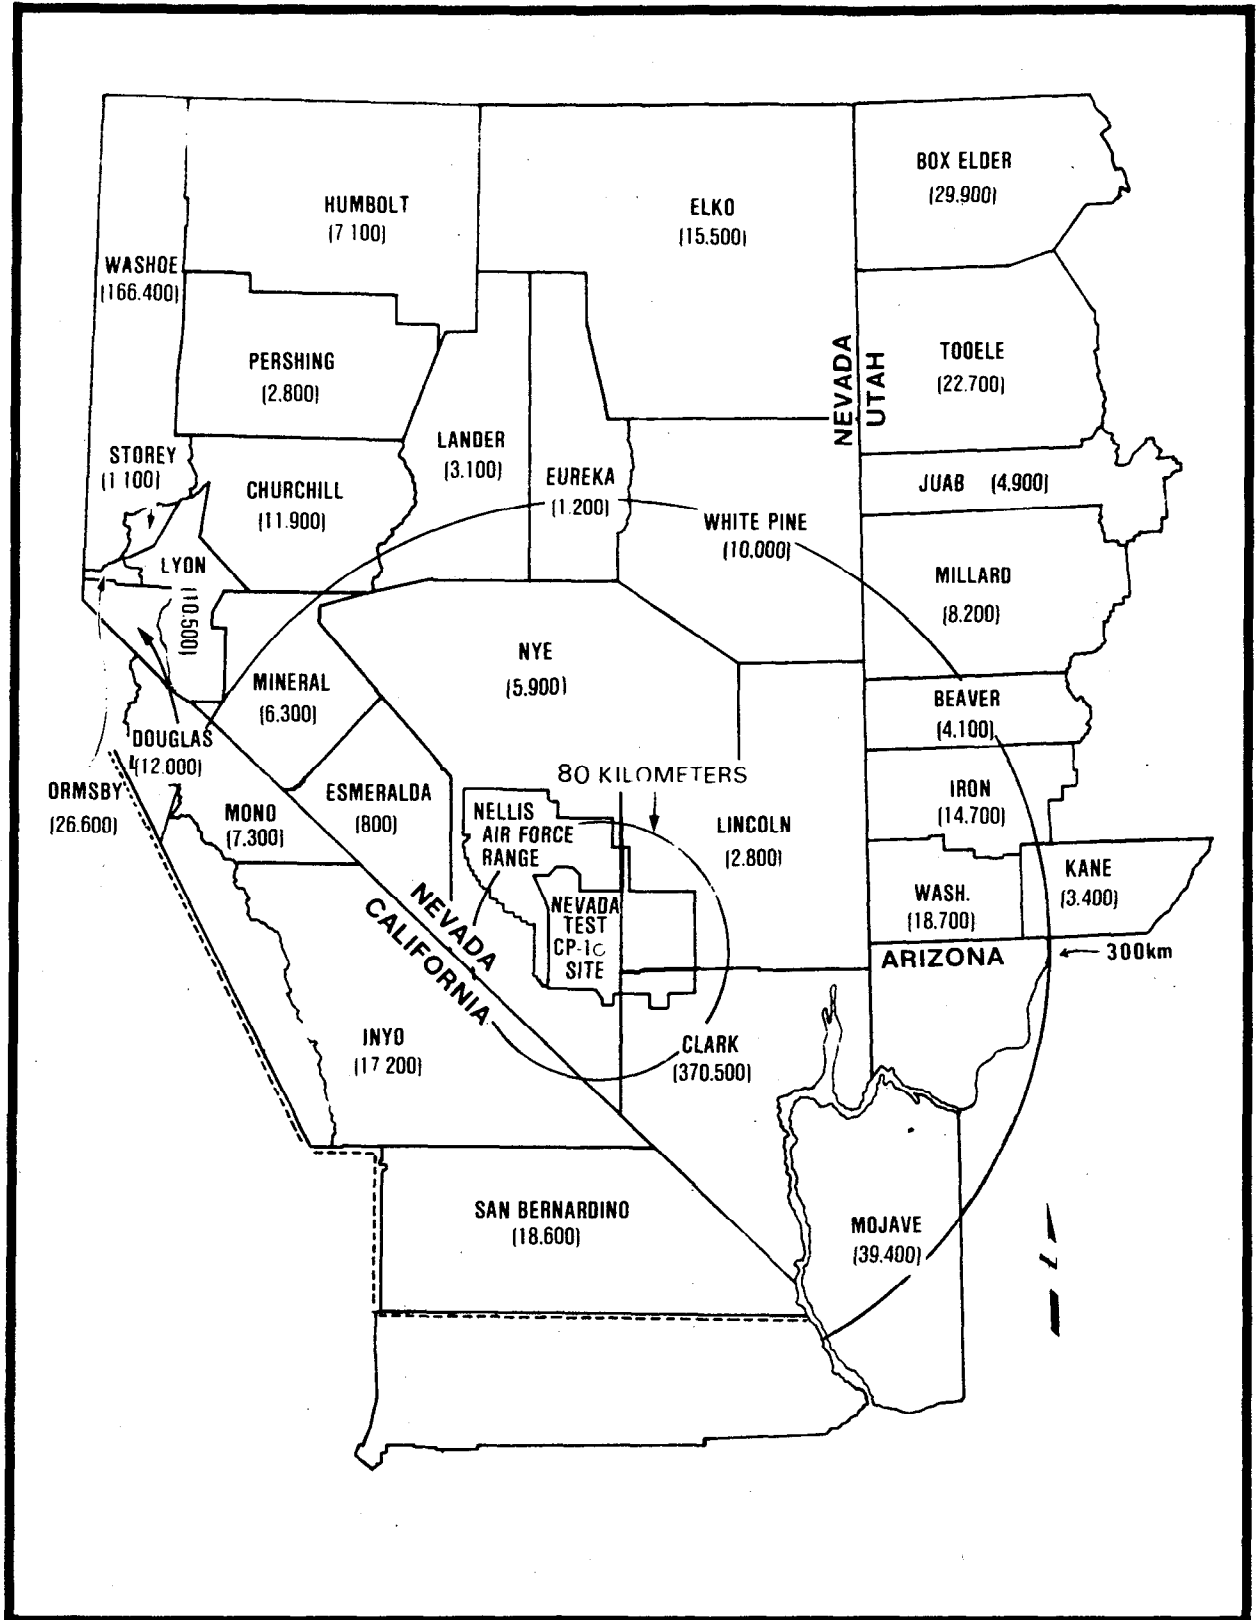 BOX ELDER
(29.900)
HUMBOLT
(7 100)
ELKO
(15.500)
WASHOE
(166.400)
PERSHING
(2.800)
NEVADA
UTAH
TOOELE
(22.700)
LANDER
(3.100)
STOREY
(1 100)
EUREKA
(1.200)
CHURCHILL
(11.900)
JUAB (4.900)
WHITE PINE
(10.000)
LYON
(10.500)
MILLARD
(8.200)
NYE
(5.900)
MINERAL
(6.300)
BEAVER
(4.100)
DOUGLAS
(12.000)
80 KILOMETERS
ORMSBY
(26.600)
MONO
(7.300)
ESMERALDA
(800)
NELLIS
AIR FORCE
RANGE
LINCOLN
(2.800)
IRON
(14.700)
KANE
(3.400)
WASH.
(18.700)
NEVADA
TEST
CP-1
SITE
NEVADA
CALIFORNIA
ARIZONA
300km
INYO
(17 200)
CLARK
(370.500)
SAN BERNARDINO
(18.600)
MOJAVE
(39.400)